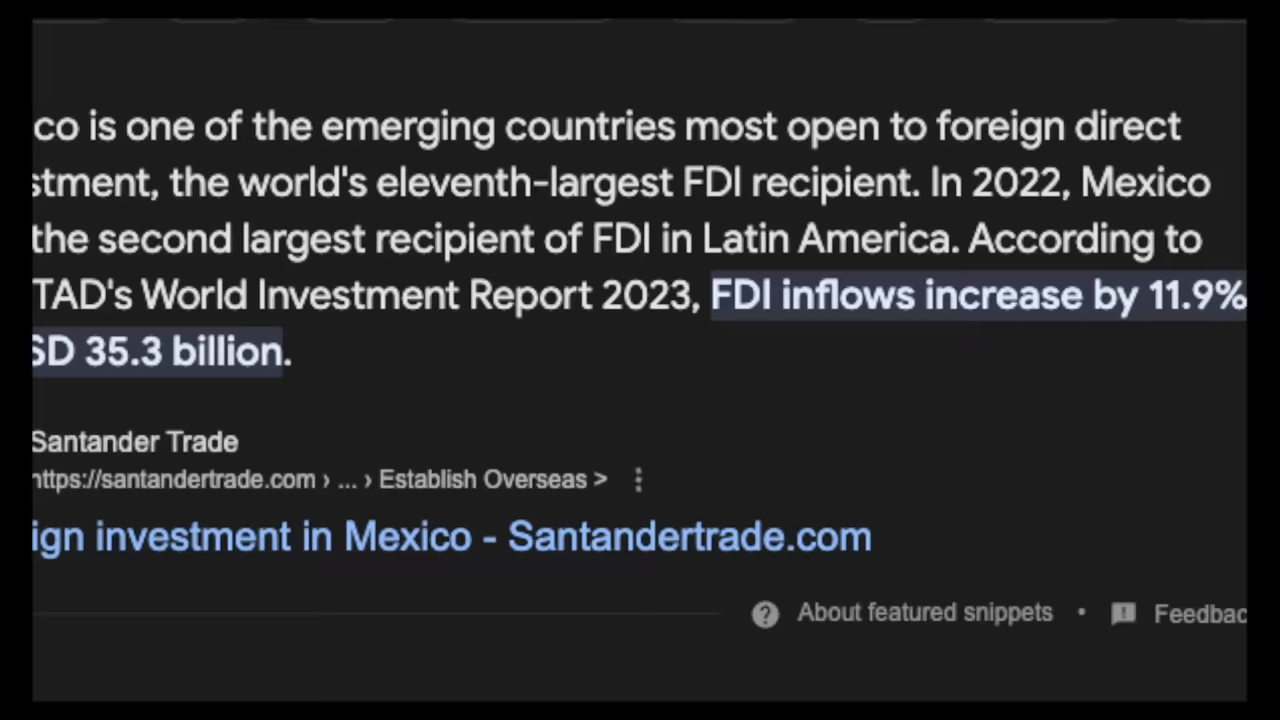 co is one of the emerging countries most open to foreign direct
stment, the world's eleventh-largest FDI recipient. In 2022, Mexico
the second largest recipient of FDI in Latin America. According to
TAD's World Investment Report 2023, FDI inflows increase by 11.9%
SD 35.3 billion.
Santander Trade
https://santandertrade.com › ... › Establish Overseas >
ign investment in Mexico - Santandertrade.com
About featured snippets • Feedbac